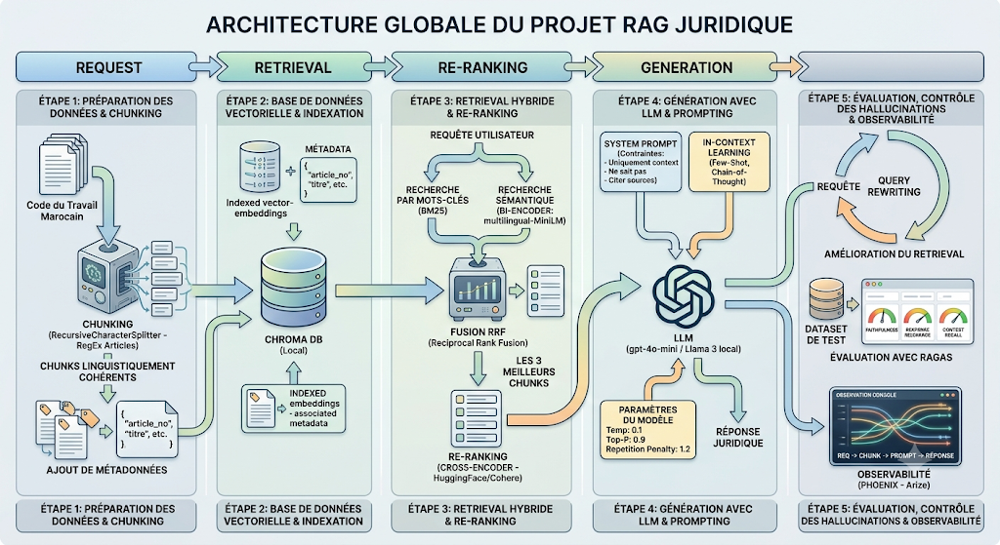 ARCHITECTURE GLOBALE DU PROJET RAG JURIDIQUE
REQUEST
RETRIEVAL
RE-RANKING
GENERATION
ÉTAPE 1: PRÉPARATION DES
DONNÉES & CHUNKING
Code du Travail
Marocain
CHUNKING
(RecursiveCharacterSplitter -
RegEx Articles)
CHUNKS LINGUISTIQUEMENT
COHÉRENTS
{
"article_no",
"titre", etc.
}
AJOUT DE MÉTADONNÉES
ÉTAPE 1: PRÉPARATION DES
DONNÉES & CHUNKING
ÉTAPE 2: BASE DE DONNÉES
VECTORIELLE & INDEXATION
MÉTADATA
+
{
"article_no",
"titre", etc.
}
Indexed vector-
embeddings
CHROMA DB
(Local)
INDEXED
embeddings
- associated
metadata
ÉTAPE 2: BASE DE DONNÉES
VECTORIELLE & INDEXATION
ÉTAPE 3: RETRIEVAL HYBRIDE
& RE-RANKING
REQUÊTE UTILISATEUR
RECHERCHE
PAR MOTS-CLÉS
(BM25)
RECHERCHE
SÉMANTIQUE
(BI-ENCODER:
multilingual-MiniLM)
FUSION RRF
(Reciprocal Rank Fusion)
LES 3
MEILLEURS
CHUNKS
RE-RANKING
(CROSS-ENCODER -
HuggingFace/Cohere)
ÉTAPE 3: RETRIEVAL HYBRIDE
& RE-RANKING
ÉTAPE 4: GÉNÉRATION AVEC
LLM & PROMPTING
SYSTEM PROMPT
(Contraintes:
- Uniquement context
- Ne sait pas
- Citer sources)
IN-CONTEXT
LEARNING
(Few-Shot,
Chain-of-
Thought)
LLM
(gpt-4o-mini / Llama 3 local)
PARAMÈTRES
DU MODÈLE
Temp: 0.1
Top-P: 0.9
Repetition Penalty: 1.2
RÉPONSE
JURIDIQUE
ÉTAPE 4: GÉNÉRATION AVEC
LLM & PROMPTING
ÉTAPE 5: ÉVALUATION, CONTRÔLE
DES HALLUCINATIONS
& OBSERVABILITÉ
REQUÊTE
QUERY
REWRITING
AMÉLIORATION DU RETRIEVAL
DATASET
DE TEST
FAITHFULNESS
CONTEXT
RECALL
ÉVALUATION AVEC RAGAS
OBSERVATION CONSOLE
REQ -> CHUNK -> PROMPT -> RÉPONSE
OBSERVABILITÉ
(PHOENIX - Arize)
ÉTAPE 5: ÉVALUATION, CONTRÔLE
DES HALLUCINATIONS & OBSERVABILITÉ